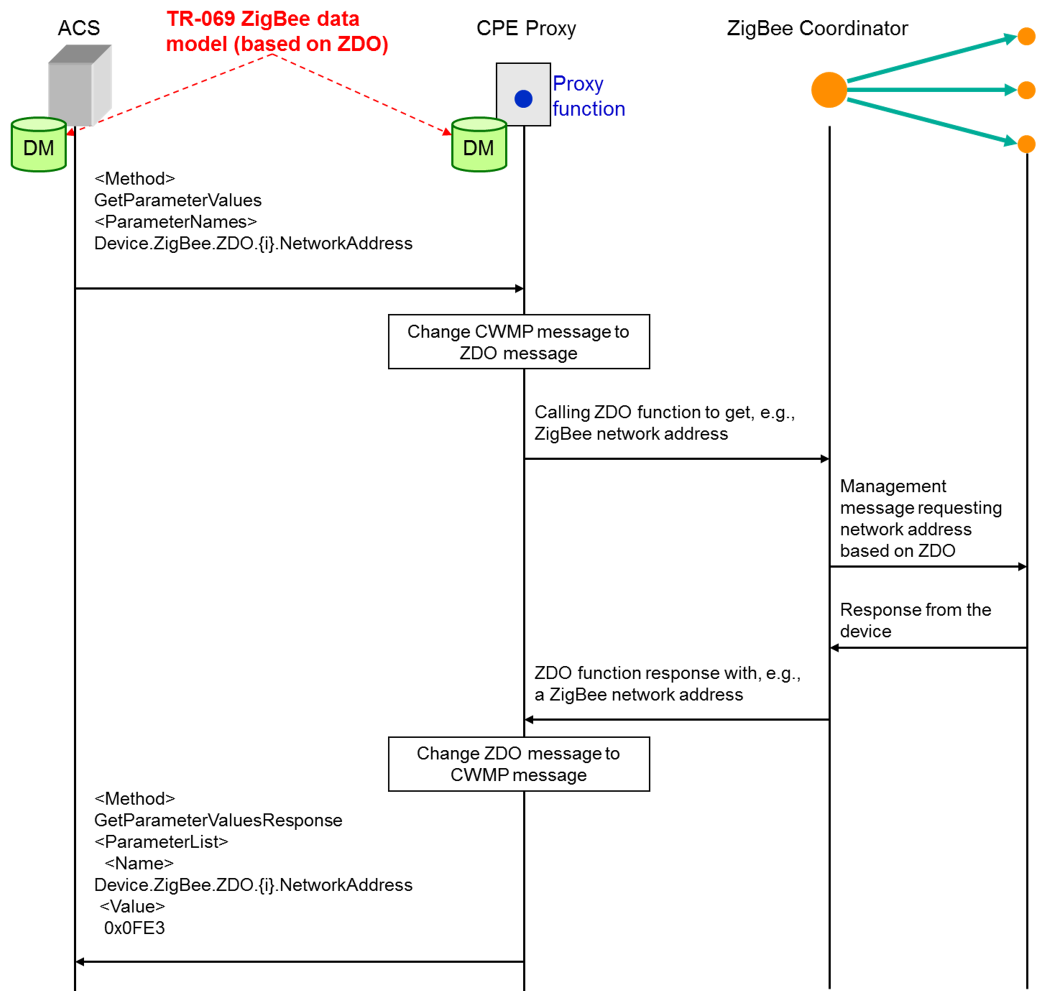 TR-069 ZigBee data
model (based on ZDO)
ACS
CPE Proxy
ZigBee Coordinator
Proxy
function
DM
DM
<Method>
GetParameterValues
<ParameterNames>
Device.ZigBee.ZDO.{i}.NetworkAddress
Change CWMP message to
ZDO message
Calling ZDO function to get, e.g.,
ZigBee network address
Management
message requesting
network address
based on ZDO
Response from the
device
ZDO function response with, e.g.,
a ZigBee network address
Change ZDO message to
CWMP message
<Method>
GetParameterValuesResponse
<ParameterList>
<Name>
Device.ZigBee.ZDO.{i}.NetworkAddress
<Value>
0x0FE3